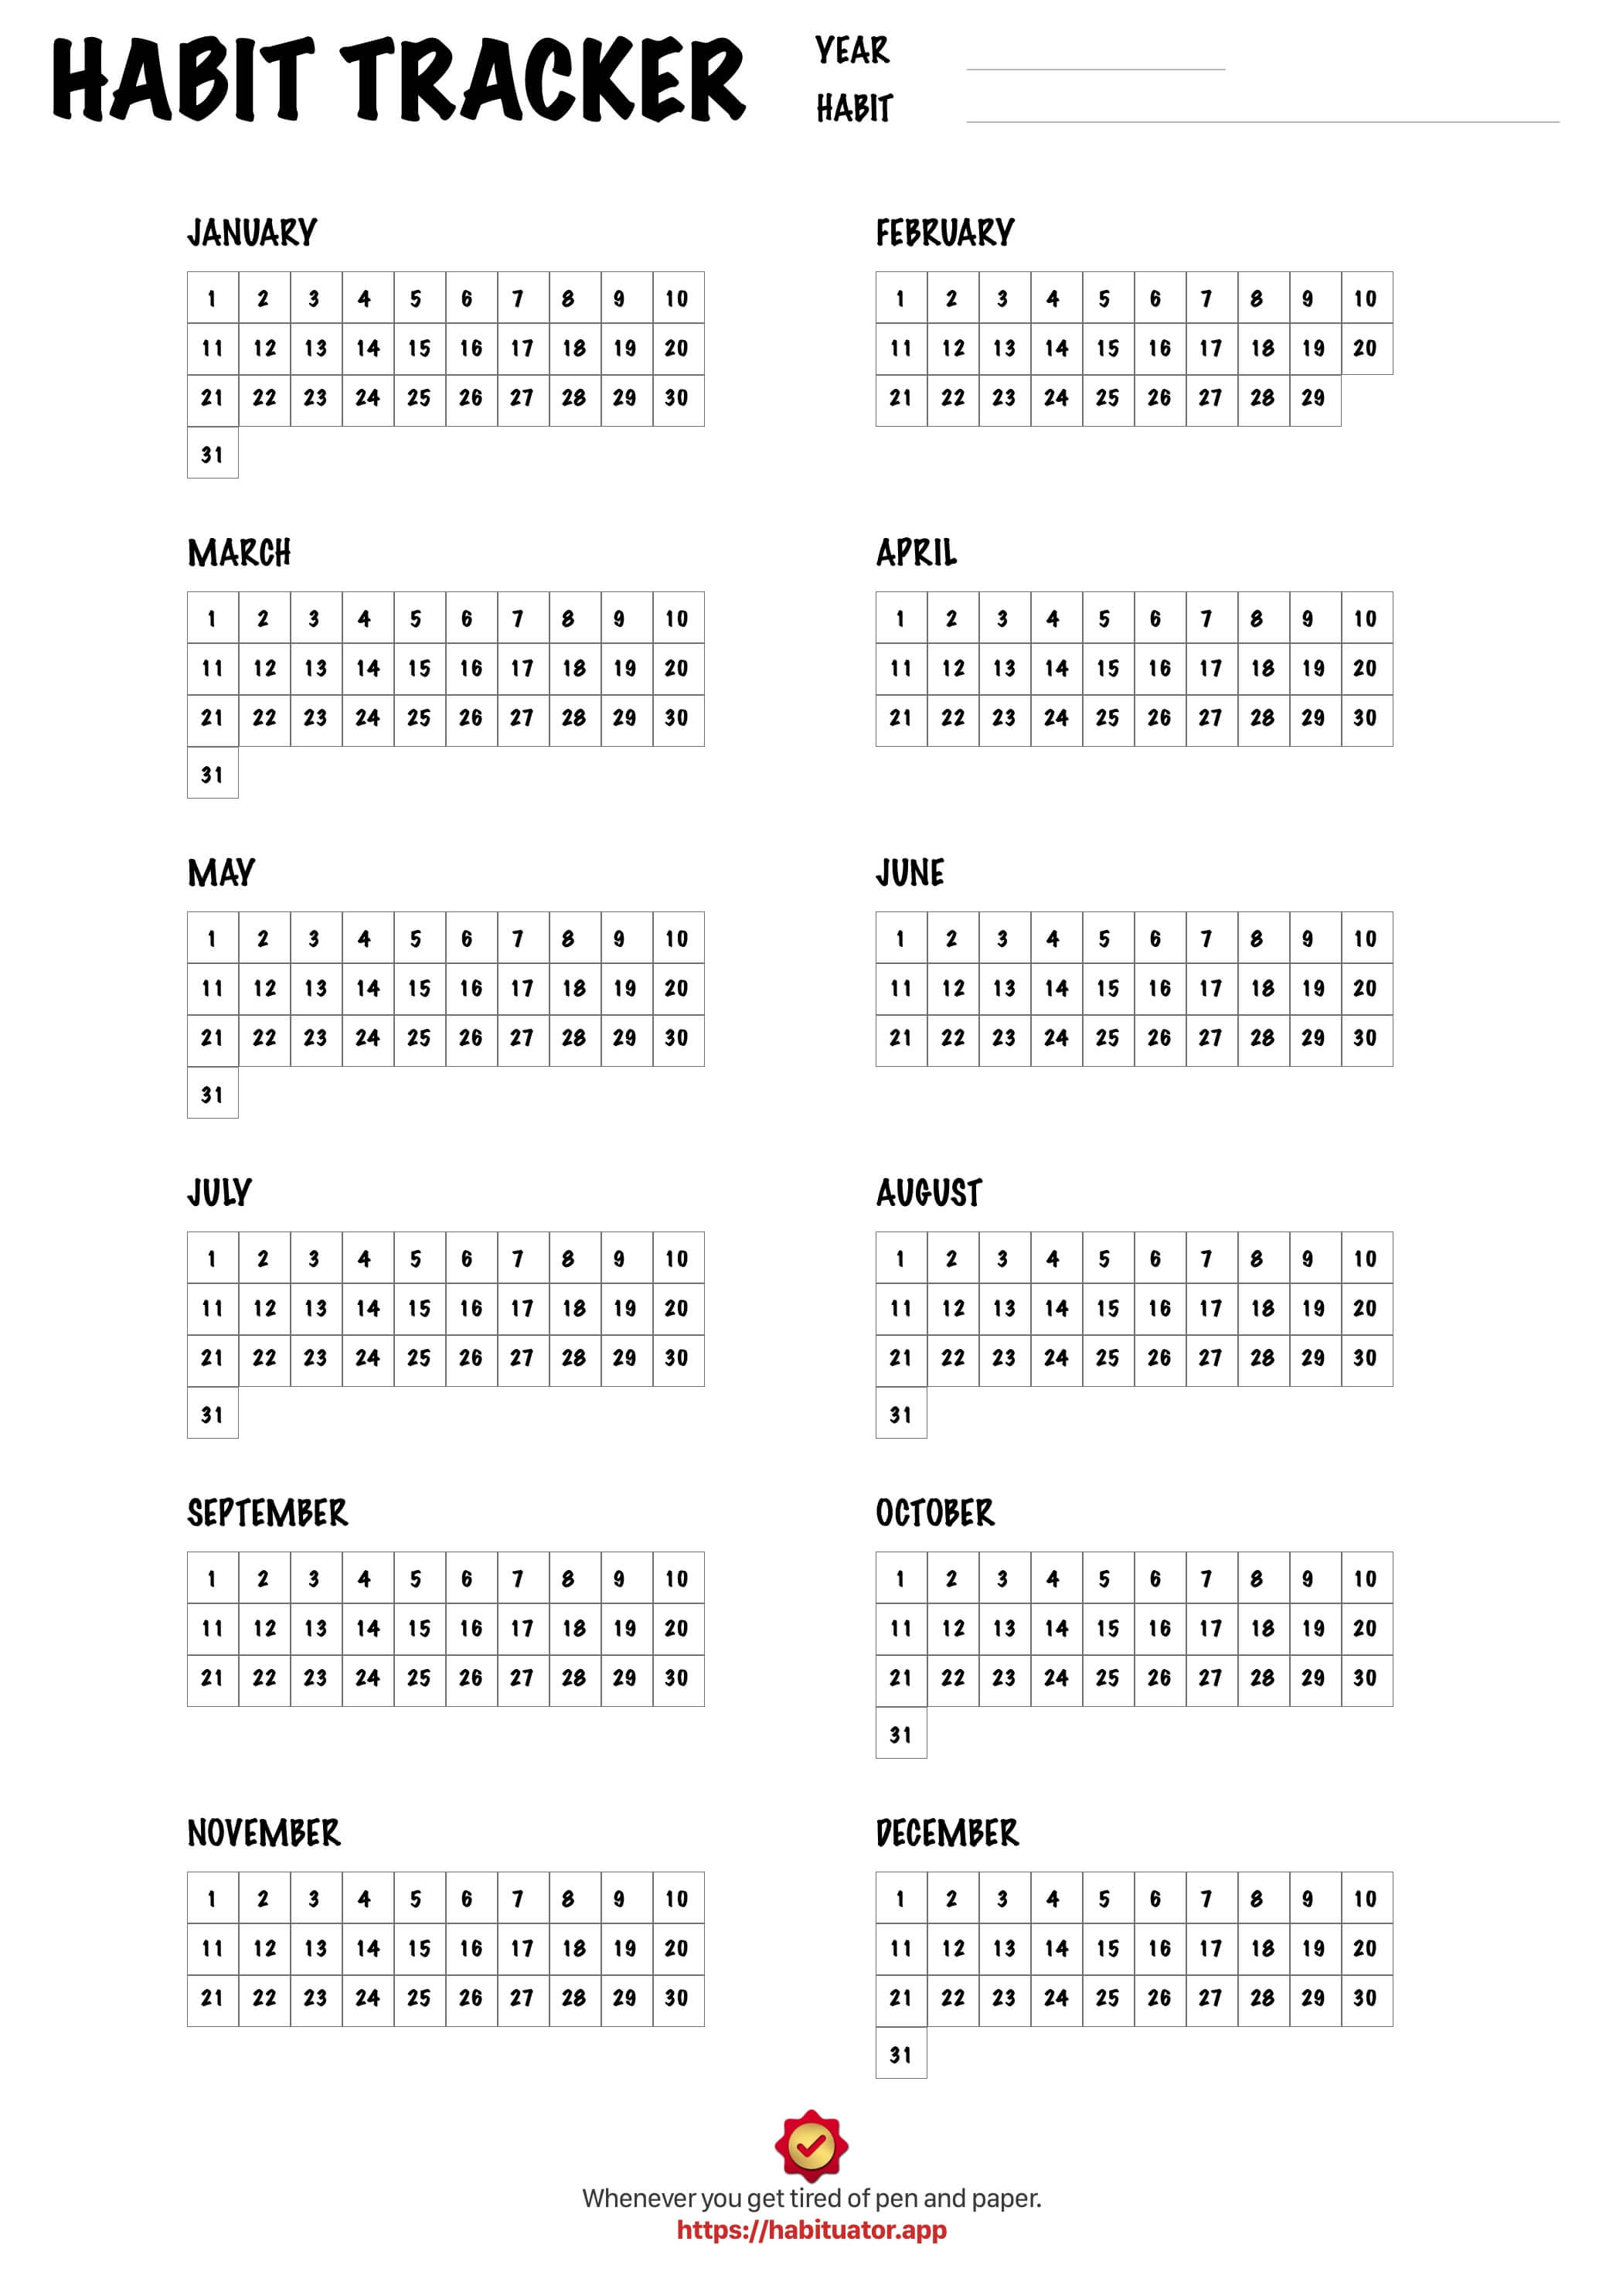 HABIT TRACKER
YEAR
HABIT
JANUARY
1 2 3 4 5 6 7 8 9 10
11 12 13 14 15 16 17 18 19 20
21 22 23 24 25 26 27 28 29 30
31
FEBRUARY
1 2 3 4 5 6 7 8 9 10
11 12 13 14 15 16 17 18 19 20
21 22 23 24 25 26 27 28 29
MARCH
1 2 3 4 5 6 7 8 9 10
11 12 13 14 15 16 17 18 19 20
21 22 23 24 25 26 27 28 29 30
31
APRIL
1 2 3 4 5 6 7 8 9 10
11 12 13 14 15 16 17 18 19 20
21 22 23 24 25 26 27 28 29 30
MAY
1 2 3 4 5 6 7 8 9 10
11 12 13 14 15 16 17 18 19 20
21 22 23 24 25 26 27 28 29 30
31
JUNE
1 2 3 4 5 6 7 8 9 10
11 12 13 14 15 16 17 18 19 20
21 22 23 24 25 26 27 28 29 30
JULY
1 2 3 4 5 6 7 8 9 10
11 12 13 14 15 16 17 18 19 20
21 22 23 24 25 26 27 28 29 30
31
AUGUST
1 2 3 4 5 6 7 8 9 10
11 12 13 14 15 16 17 18 19 20
21 22 23 24 25 26 27 28 29 30
31
SEPTEMBER
1 2 3 4 5 6 7 8 9 10
11 12 13 14 15 16 17 18 19 20
21 22 23 24 25 26 27 28 29 30
OCTOBER
1 2 3 4 5 6 7 8 9 10
11 12 13 14 15 16 17 18 19 20
21 22 23 24 25 26 27 28 29 30
31
NOVEMBER
1 2 3 4 5 6 7 8 9 10
11 12 13 14 15 16 17 18 19 20
21 22 23 24 25 26 27 28 29 30
DECEMBER
1 2 3 4 5 6 7 8 9 10
11 12 13 14 15 16 17 18 19 20
21 22 23 24 25 26 27 28 29 30
31
Whenever you get tired of pen and paper.
https://habituator.app